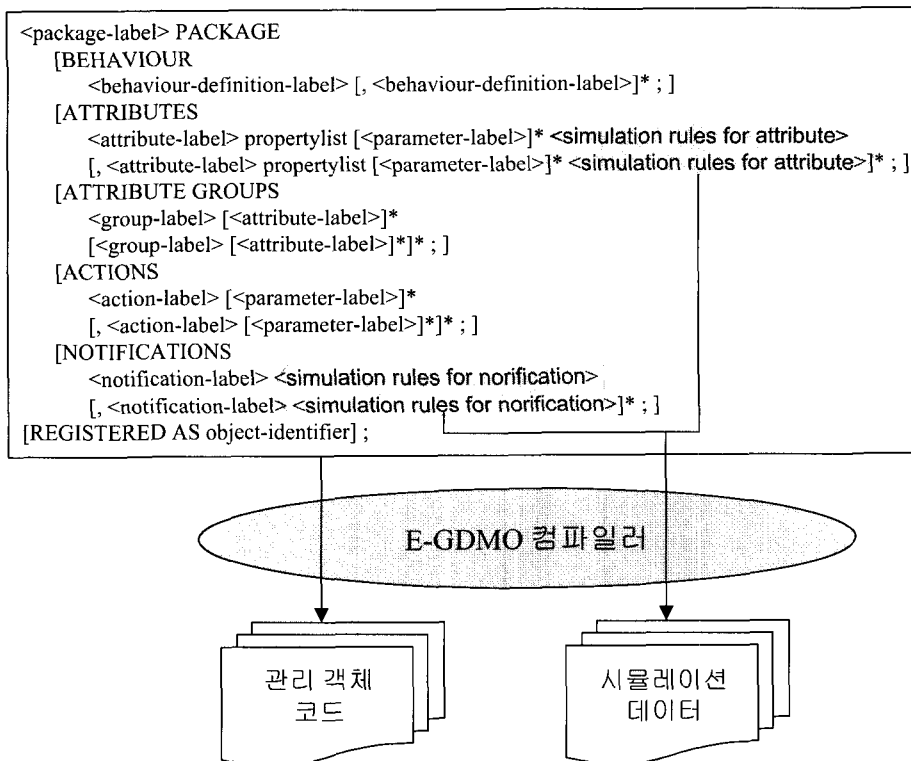 <package-label> PACKAGE
[BEHAVIOUR
<behaviour-definition-label> [, <behaviour-definition-label>]* ; ]
[ATTRIBUTES
<attribute-label> propertylist [<parameter-label>]* <simulation rules for attribute>
[, <attribute-label> propertylist [<parameter-label>]* <simulation rules for attribute>]* ; ]
[ATTRIBUTE GROUPS
<group-label> [<attribute-label>]*
[<group-label> [<attribute-label>]*]* ; ]
[ACTIONS
<action-label> [<parameter-label>]*
[, <action-label> [<parameter-label>]*]* ; ]
[NOTIFICATIONS
<notification-label> <simulation rules for norification>
[, <notification-label> <simulation rules for norification>]* ; ]
[REGISTERED AS object-identifier] ;
E-GDMO 컴파일러
관리 객체
코드
시뮬레이션
데이터